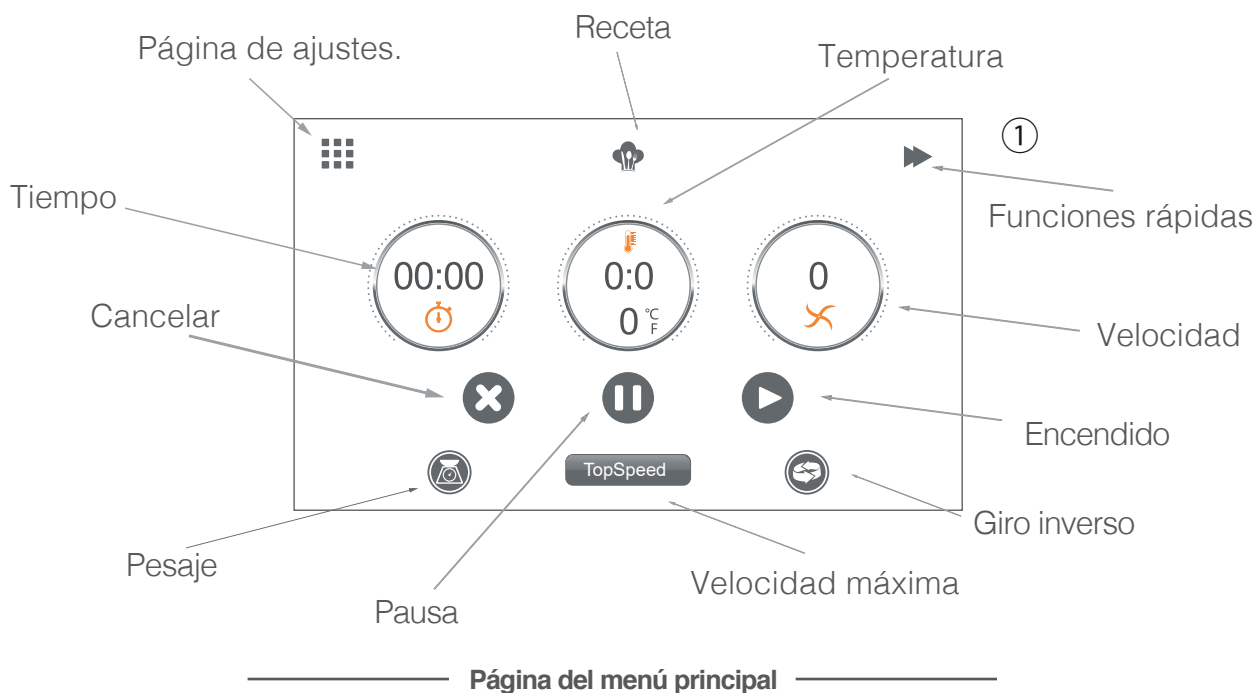 Receta
Página de ajustes.
Temperatura
①
Tiempo
Funciones rápidas
00:00
0:0
0 °C
F
0
Cancelar
Velocidad
Encendido
TopSpeed
Giro inverso
Pesaje
Velocidad máxima
Pausa
Página del menú principal